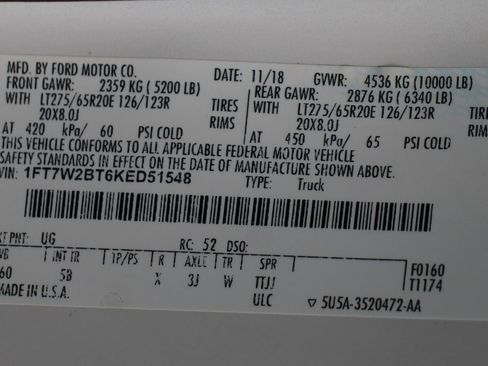 MFD. BY FORD MOTOR CO. DATE: 11/18 GVWR: 4536 KG (10000 LB)
FRONT GAWR: 2359 KG ( 5200 LB) REAR GAWR: 2876 KG ( 6340 LB)
WITH LT275/65R20E 126/123R TIRES WITH LT275/65R20E 126/123R TIRES
20X8.0J RIMS 20X8.0J RIMS
AT 420 kPa/ 60 PSI COLD AT 450 kPa/ 65 PSI COLD
THIS VEHICLE CONFORMS TO ALL APPLICABLE FEDERAL MOTOR VEHICLE
SAFETY STANDARDS IN EFFECT ON THE DATE OF MANUFACTURE SHOWN ABOVE.
VIN: 1FT7W2BT6KED51548 TYPE: Truck
XT PNT: UG RC: 52 DSO:
WB INT TR TP/PS R AXLE TR SPR F0160
60 5B X 3J W TTJJ T1174
MADE IN U.S.A. ULC ▽ 5U5A-3520472-AA